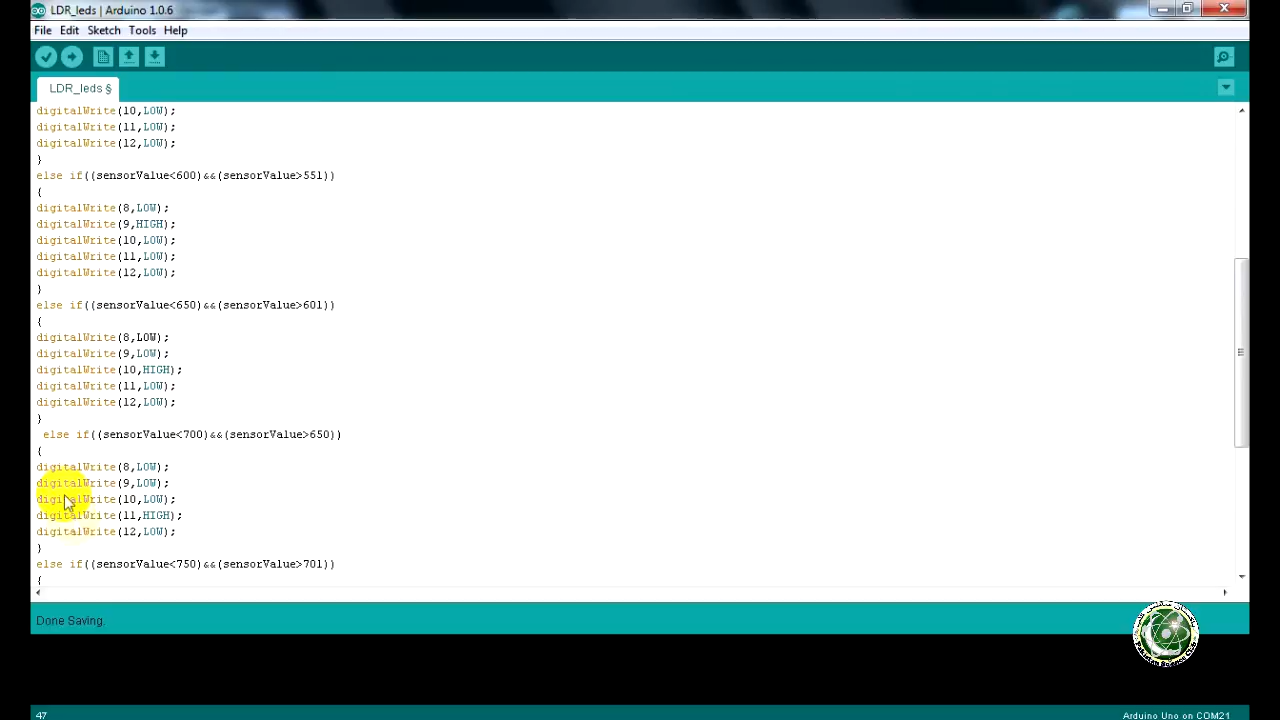 LDR_leds | Arduino 1.0.6
File Edit Sketch Tools Help
LDR_leds §
digitalWrite(10,LOW);
digitalWrite(11,LOW);
digitalWrite(12,LOW);
}
else if((sensorValue<600)&&(sensorValue>551))
{
digitalWrite(8,LOW);
digitalWrite(9,HIGH);
digitalWrite(10,LOW);
digitalWrite(11,LOW);
digitalWrite(12,LOW);
}
else if((sensorValue<650)&&(sensorValue>601))
{
digitalWrite(8,LOW);
digitalWrite(9,LOW);
digitalWrite(10,HIGH);
digitalWrite(11,LOW);
digitalWrite(12,LOW);
}
else if((sensorValue<700)&&(sensorValue>650))
{
digitalWrite(8,LOW);
digitalWrite(9,LOW);
digitalWrite(10,LOW);
digitalWrite(11,HIGH);
digitalWrite(12,LOW);
}
else if((sensorValue<750)&&(sensorValue>701))
{
Done Saving.
47
Arduino Uno on COM21